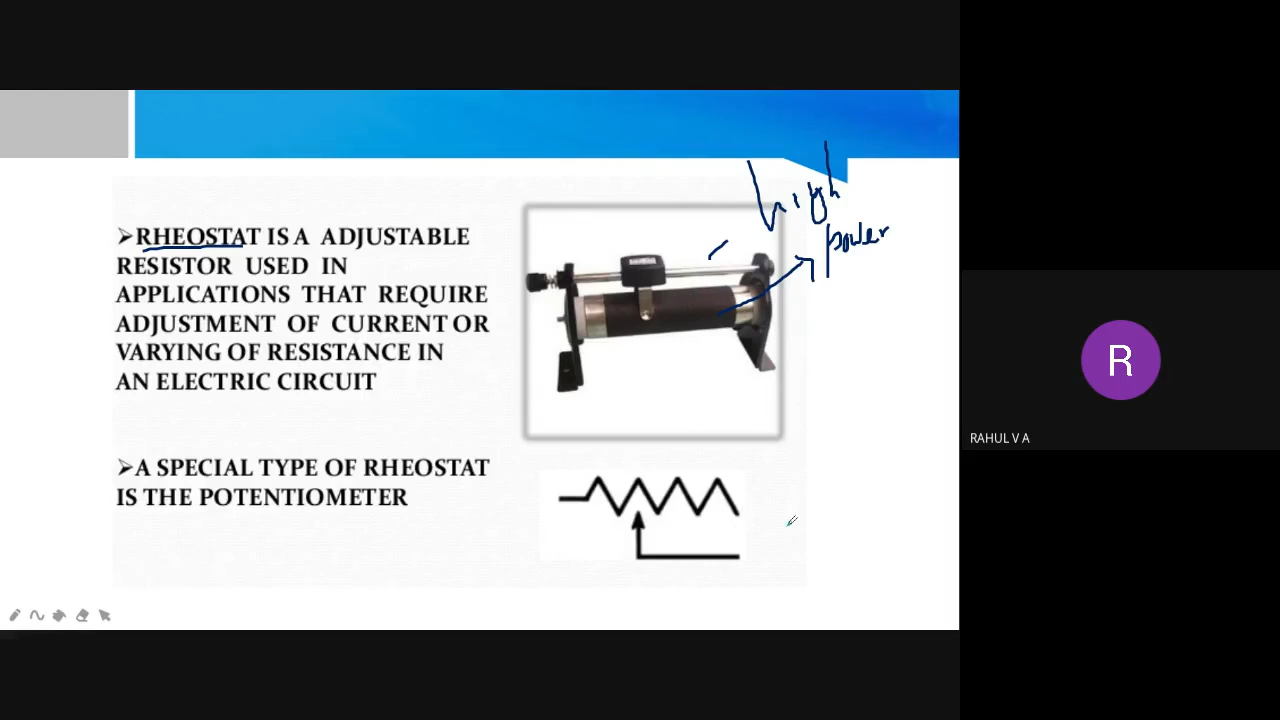 ➢RHEOSTAT IS A ADJUSTABLE
RESISTOR USED IN
APPLICATIONS THAT REQUIRE
ADJUSTMENT OF CURRENT OR
VARYING OF RESISTANCE IN
AN ELECTRIC CIRCUIT
➢A SPECIAL TYPE OF RHEOSTAT
IS THE POTENTIOMETER
high
power
R
RAHUL V A